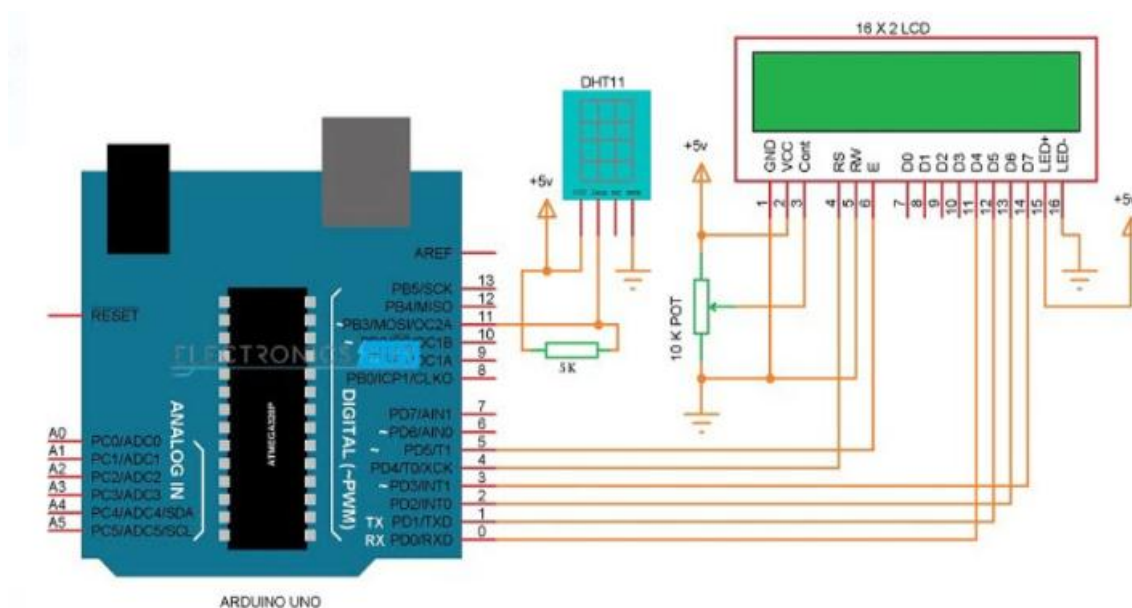 16 X 2 LCD
DHT11
+5v
+5v
+5v
GND
VCC
Cont
RS
RW
E
D0
D1
D2
D3
D4
D5
D6
D7
LED+
LED-
1
2
3
4
5
6
7
8
9
10
11
12
13
14
15
16
10 K POT
5K
AREF
PB5/SCK 13
PB4/MISO 12
RESET
~PB3/MOSI/OC2A 11
10
9
PB0/ICP1/CLKO 8
ELECTRONICS
PD7/AIN1 7
~ PD6/AIN0 6
~ PD5/T1 5
PD4/T0/XCK 4
~ PD3/INT1 3
PD2/INT0 2
TX PD1/TXD 1
RX PD0/RXD 0
DIGITAL (~PWM)
ATMEGA328P
ANALOG IN
A0 PC0/ADC0
A1 PC1/ADC1
A2 PC2/ADC2
A3 PC3/ADC3
A4 PC4/ADC4/SDA
A5 PC5/ADC5/SCL
ARDUINO UNO